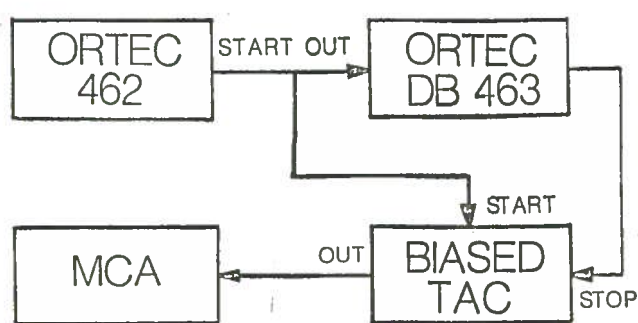 ORTEC
462
START OUT
ORTEC
DB 463
START
MCA
OUT
BIASED
TAC
STOP